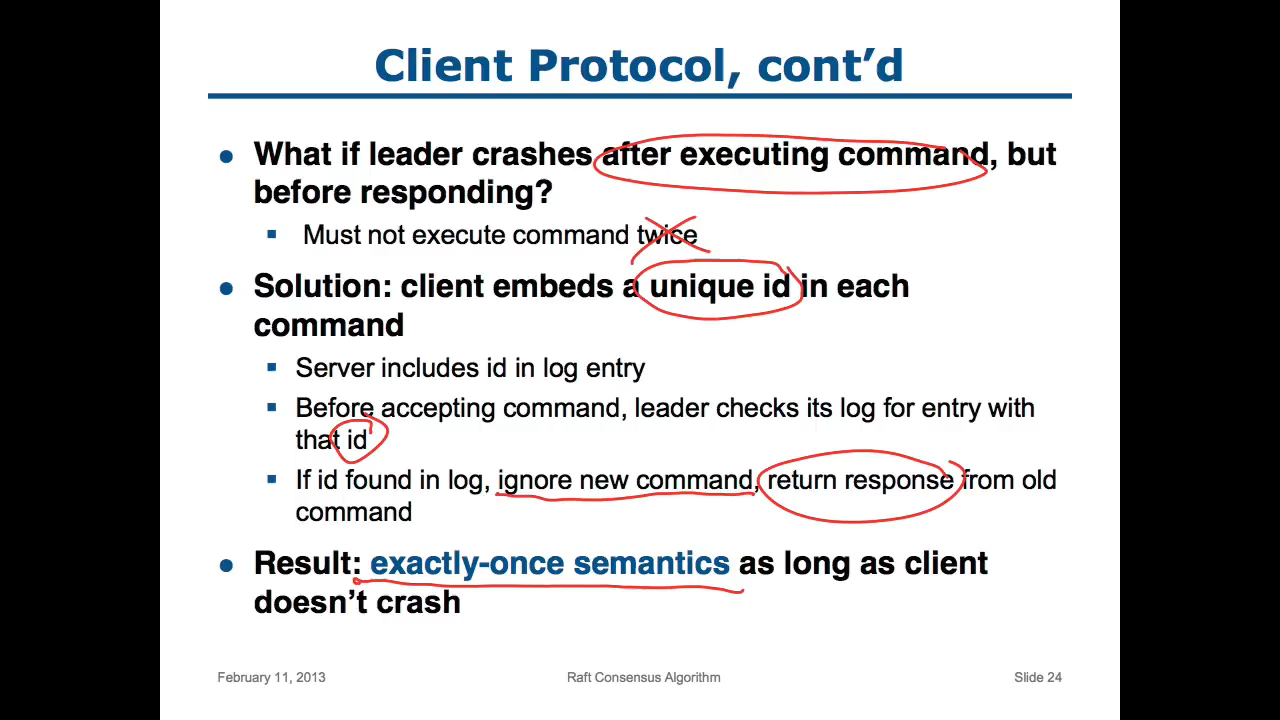 Client Protocol, cont’d
● What if leader crashes after executing command, but
before responding?
▪ Must not execute command twice
● Solution: client embeds a unique id in each
command
▪ Server includes id in log entry
▪ Before accepting command, leader checks its log for entry with
that id
▪ If id found in log, ignore new command, return response from old
command
● Result: exactly-once semantics as long as client
doesn’t crash
February 11, 2013 Raft Consensus Algorithm Slide 24